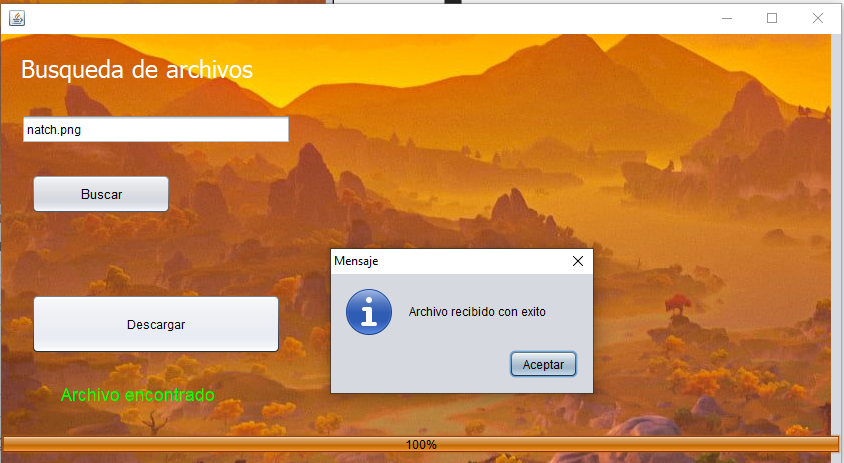 Busqueda de archivos
natch.png
Buscar
Mensaje
Archivo recibido con exito
Aceptar
Descargar
Archivo encontrado
100%